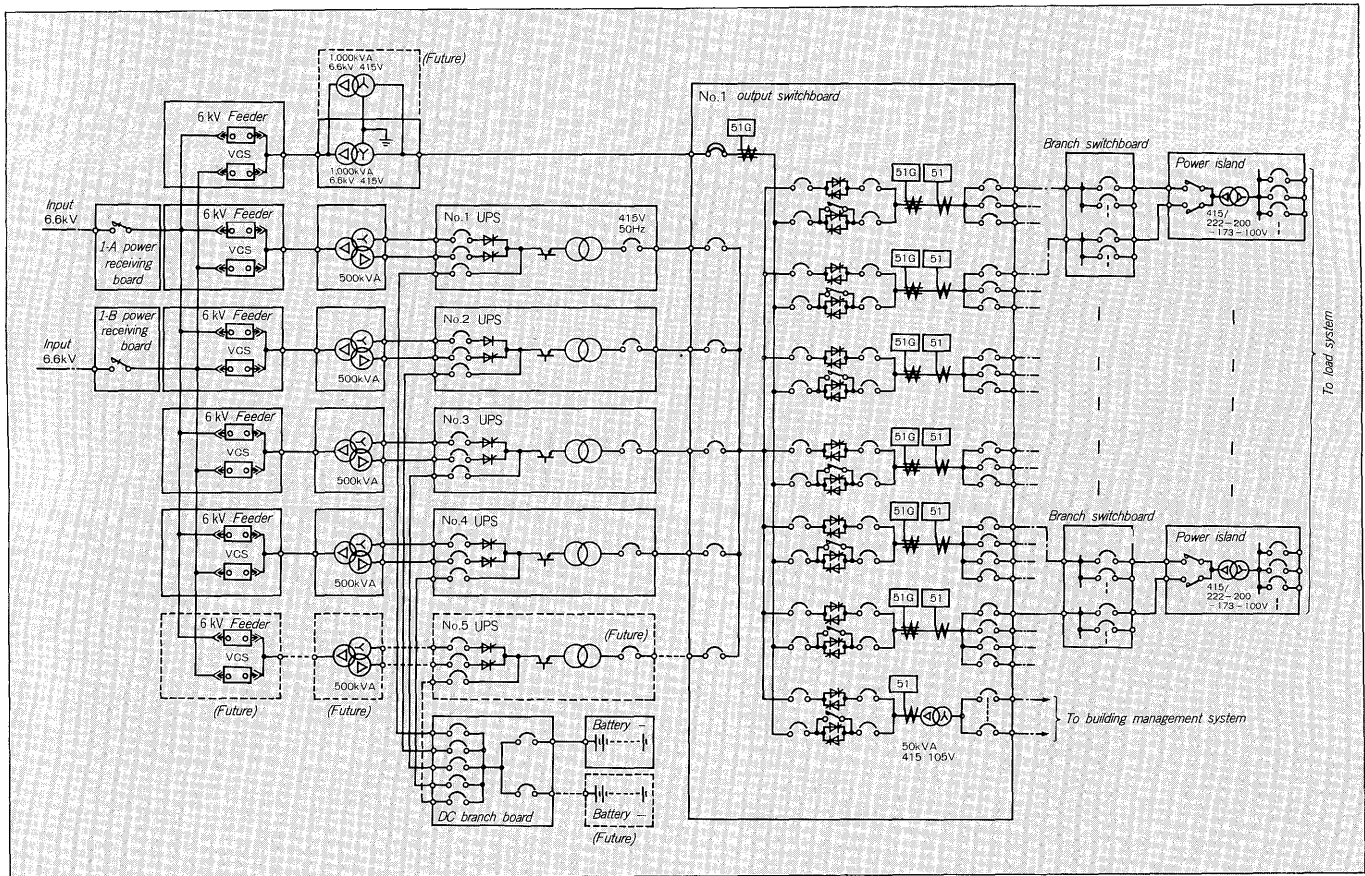 1,000kVA
6.6kV 415V
(Future)
6 kV Feeder
VCS
1,000kVA
6.6kV 415V
No.1 output switchboard
51G
Branch switchboard
Power island
415/
222-200
-173-100V
51G 51
Input
6.6kV
1-A power
receiving
board
6 kV Feeder
VCS
500kVA
No.1 UPS
415V
50Hz
51G 51
1-B power
receiving
board
Input
6.6kV
6 kV Feeder
VCS
500kVA
No.2 UPS
51G 51
To load system
6 kV Feeder
VCS
500kVA
No.3 UPS
51G 51
6 kV Feeder
VCS
500kVA
No.4 UPS
51G 51
Branch switchboard
Power island
415/
222-200
-173-100V
6 kV Feeder
VCS
(Future)
500kVA
(Future)
No.5 UPS
(Future)
51G 51
51
50kVA
415 105V
To building management system
DC branch board
Battery
Battery
(Future)